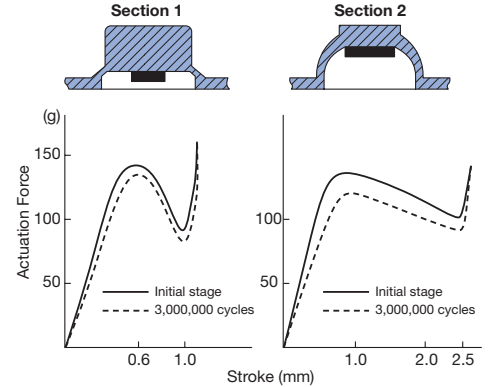 Section 1
Section 2
(g)
150
100
50
Actuation Force
Initial stage
3,000,000 cycles
0.6
1.0
100
50
Initial stage
3,000,000 cycles
1.0
2.0
2.5
Stroke (mm)